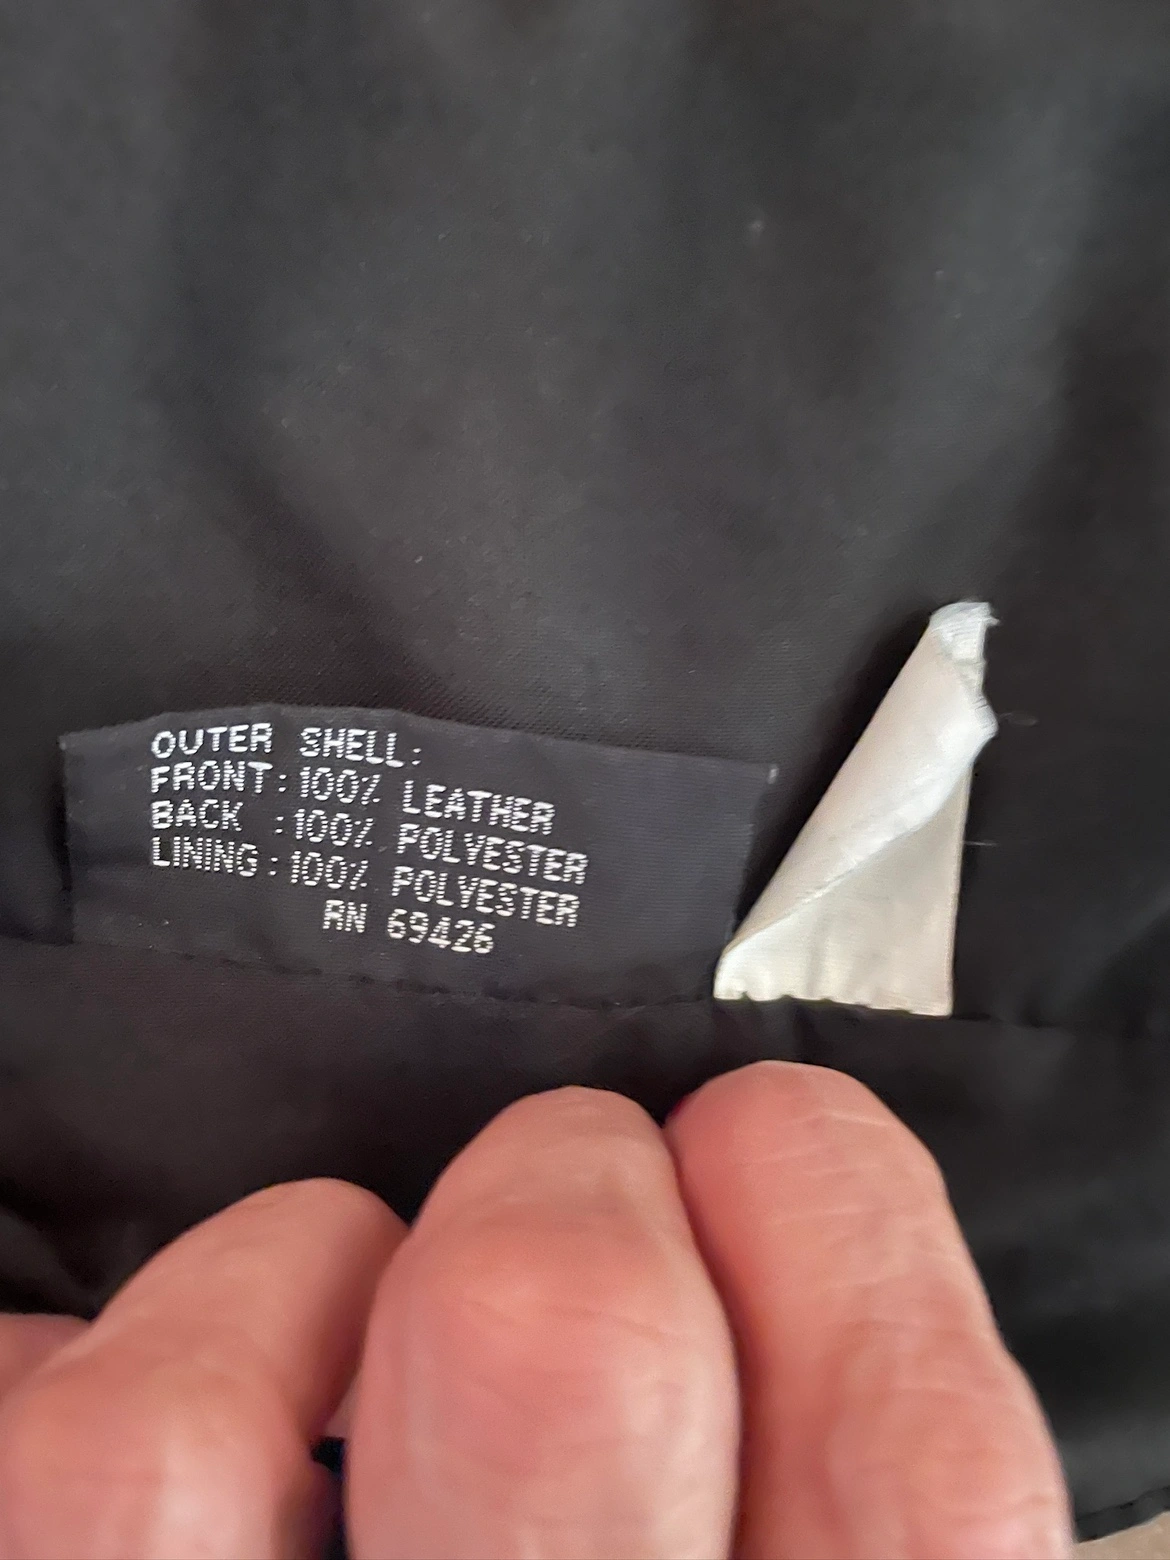 OUTER SHELL:
FRONT: 100% LEATHER
BACK : 100% POLYESTER
LINING: 100% POLYESTER
RN 69426